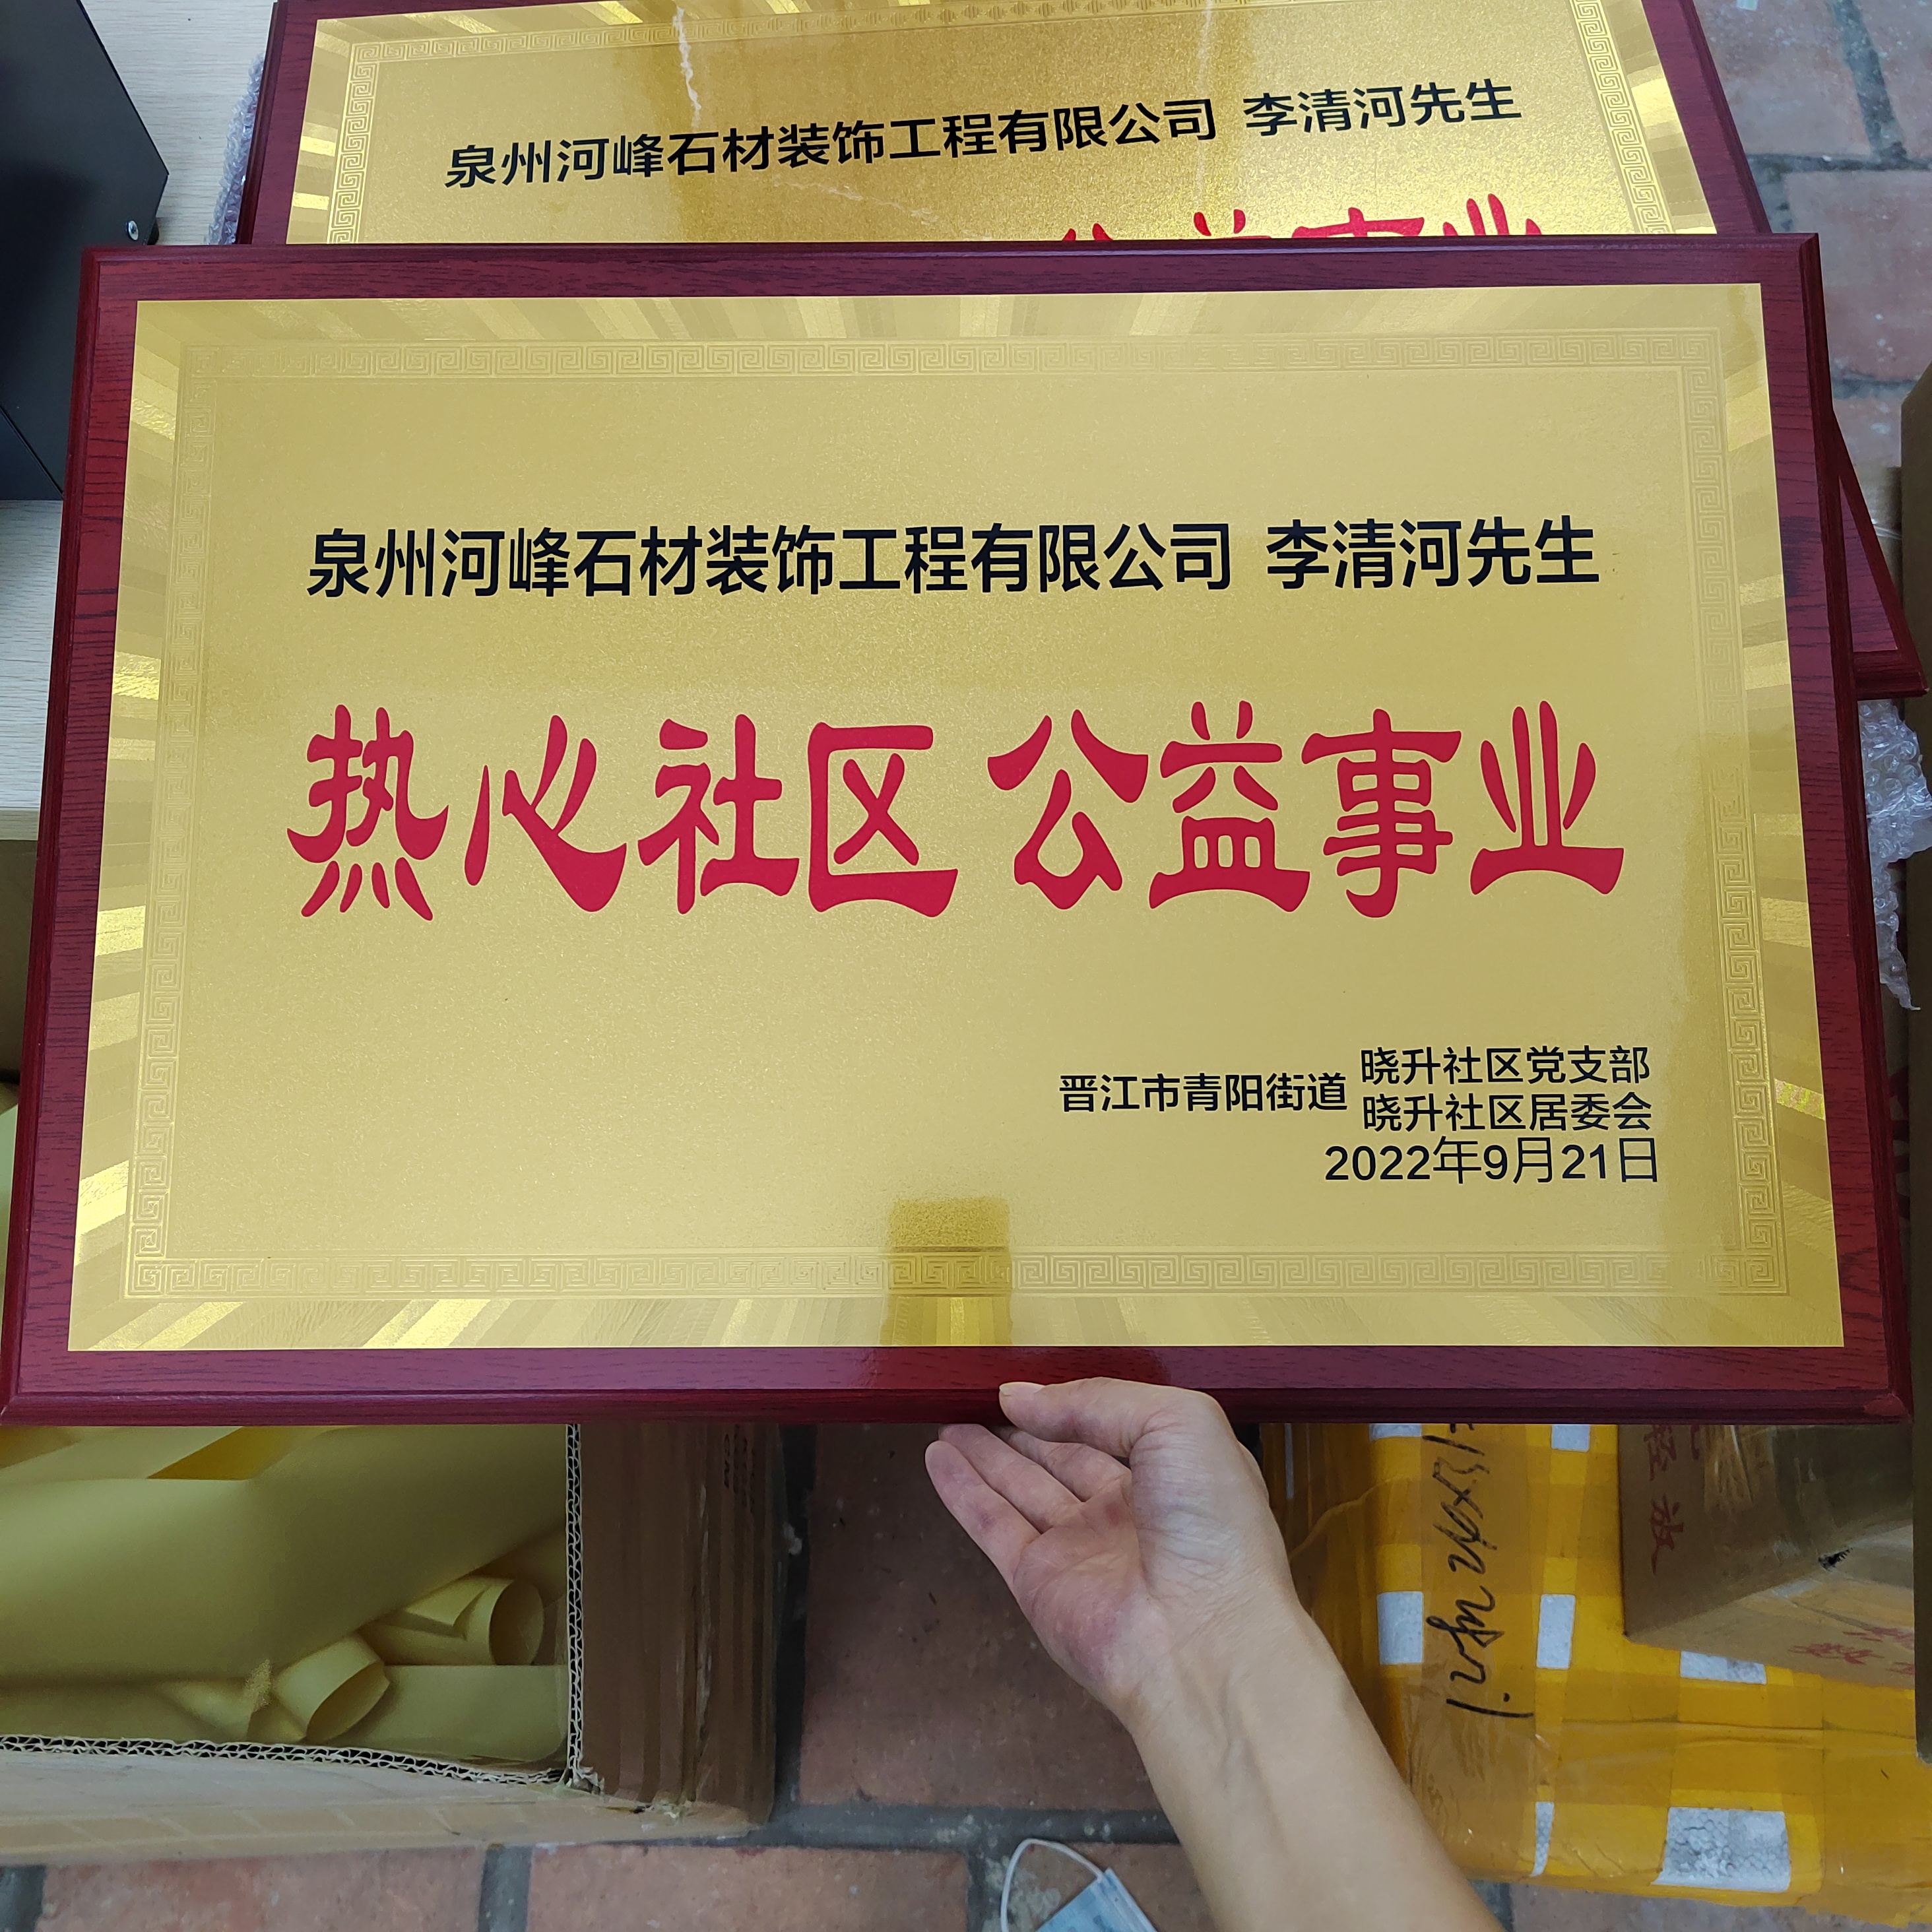 泉州河峰石材装饰工程有限公司 李清河先生
公益事业
泉州河峰石材装饰工程有限公司 李清河先生
热心社区 公益事业
晋江市青阳街道
晓升社区党支部
晓升社区居委会
2022年9月21日